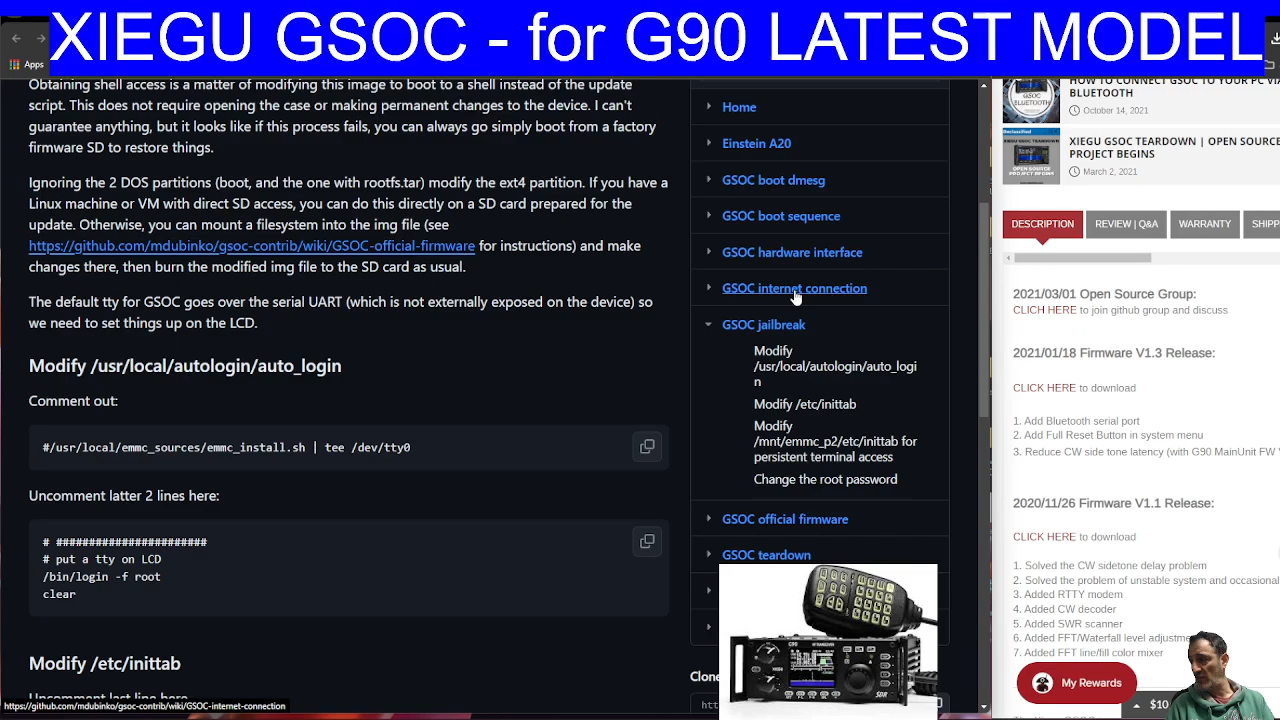 XIEGU GSOC - for G90 LATEST MODEL
Apps
Obtaining shell access is a matter of modifying this image to boot to a shell instead of the update
script. This does not require opening the case or making permanent changes to the device. I can't
guarantee anything, but it looks like if this process fails, you can always go simply boot from a factory
firmware SD to restore things.
Ignoring the 2 DOS partitions (boot, and the one with rootfs.tar) modify the ext4 partition. If you have a
Linux machine or VM with direct SD access, you can do this directly on a SD card prepared for the
update. Otherwise, you can mount a filesystem in the img file (see
https://github.com/mdubinko/gsoc-contrib/wiki/GSOC-official-firmware for instructions) and make
changes there, then burn the modified img file to the SD card as usual.
The default tty for GSOC goes over the serial UART (which is not externally exposed on the device) so
we need to set things up on the LCD.
Modify /usr/local/autologin/auto_login
Comment out:
#/usr/local/emmc_sources/emmc_install.sh | tee /dev/tty0
Uncomment latter 2 lines here:
# #######################
# put a tty on LCD
/bin/login -f root
clear
Modify /etc/inittab
Uncomment last line here
https://github.com/mdubinko/gsoc-contrib/wiki/GSOC-internet-connection
Home
Einstein A20
GSOC boot dmesg
GSOC boot sequence
GSOC hardware interface
GSOC internet connection
GSOC jailbreak
Modify
/usr/local/autologin/auto_logi
n
Modify /etc/inittab
Modify
/mnt/emmc_p2/etc/inittab for
persistent terminal access
Change the root password
GSOC official firmware
GSOC teardown
Clone
G90
SDR
HOW TO CONNECT GSOC TO YOUR PC VIA
BLUETOOTH
October 14, 2021
GSOC
BLUETOOTH
XIEGU GSOC TEARDOWN | OPEN SOURCE
PROJECT BEGINS
March 2, 2021
DESCRIPTION
REVIEW | Q&A
WARRANTY
SHIPP
2021/03/01 Open Source Group:
CLICH HERE to join github group and discuss
2021/01/18 Firmware V1.3 Release:
CLICK HERE to download
1. Add Bluetooth serial port
2. Add Full Reset Button in system menu
3. Reduce CW side tone latency (with G90 MainUnit FW
2020/11/26 Firmware V1.1 Release:
CLICK HERE to download
1. Solved the CW sidetone delay problem
2. Solved the problem of unstable system and occasional
3. Added RTTY modem
4. Added CW decoder
5. Added SWR scanner
6. Added FFT/Waterfall level adjustme
7. Added FFT line/fill color mixer
My Rewards
$10